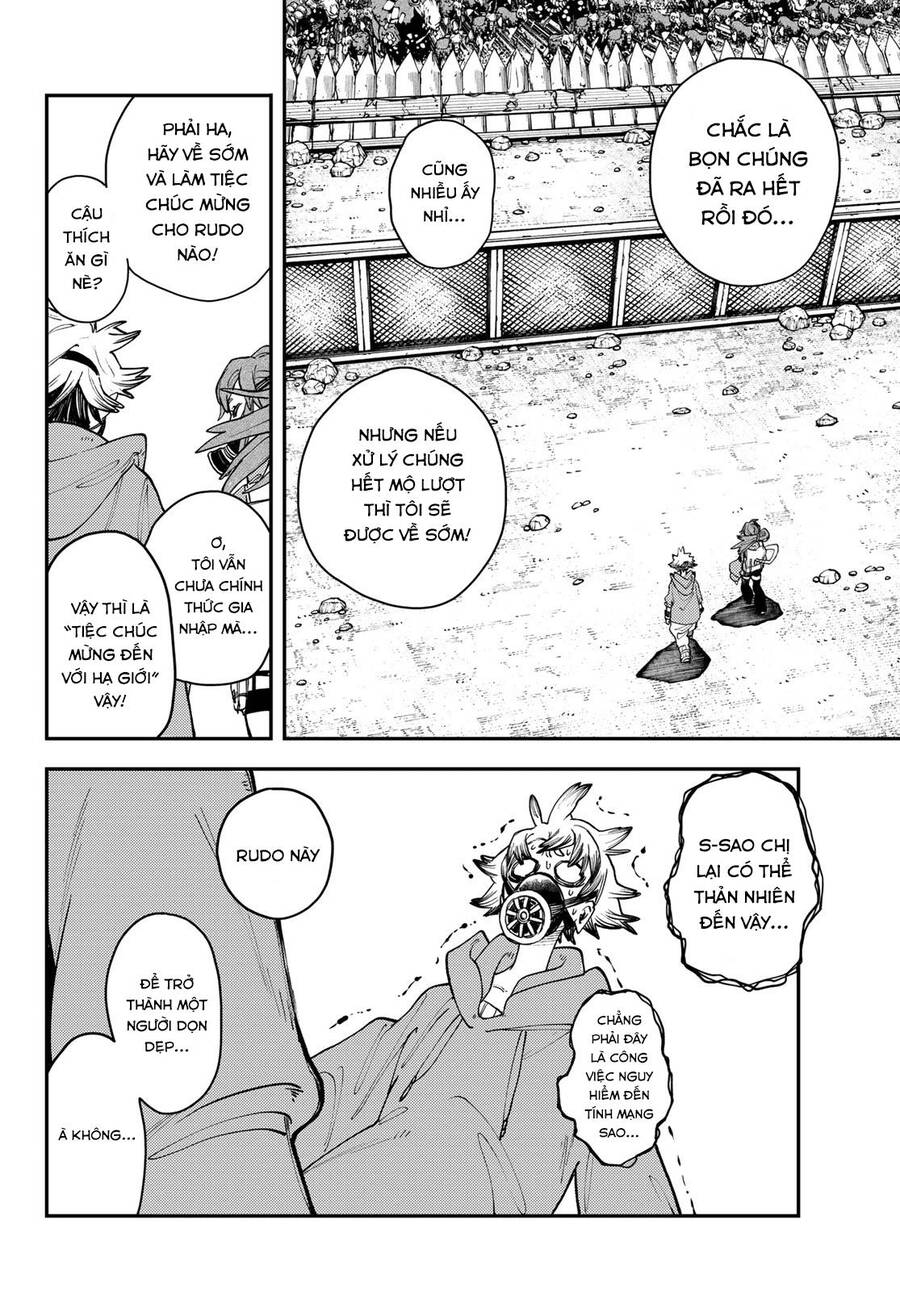 CHẮC LÀ
BỌN CHÚNG
ĐÃ RA HẾT
RỒI ĐÓ...
CŨNG
NHIỀU ẤY
NHỈ...
NHƯNG NẾU
XỬ LÝ CHÚNG
HẾT MỘ LƯỢT
THÌ TÔI SẼ
ĐƯỢC VỀ SỚM!
PHẢI HA,
HÃY VỀ SỚM
VÀ LÀM TIỆC
CHÚC MỪNG
CHO RUDO
NÀO!
CẬU
THÍCH
ĂN GÌ
NÈ?
Ơ,
TÔI VẪN
CHƯA CHÍNH
THỨC GIA
NHẬP MÃ...
VẬY THÌ LÀ
"TIỆC CHÚC
MỪNG ĐẾN
VỚI HẠ GIỚI"
VẬY!
S-SAO CHỊ
LẠI CÓ THỂ
THẢN NHIÊN
ĐẾN VẬY...
CHẲNG
PHẢI ĐÂY
LÀ CÔNG
VIỆC NGUY
HIỂM ĐẾN
TÍNH MẠNG
SAO...
RUDO NÀY
ĐỂ TRỞ
THÀNH MỘT
NGƯỜI DỌN
DẸP...
À KHÔNG...